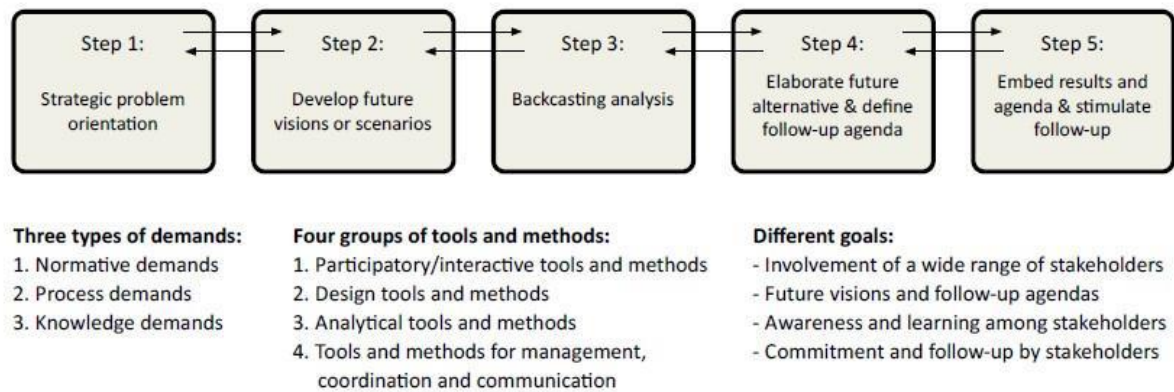 Step 1:
Strategic problem
orientation
Step 2:
Develop future
visions or scenarios
Step 3:
Backcasting analysis
Step 4:
Elaborate future
alternative & define
follow-up agenda
Step 5:
Embed results and
agenda & stimulate
follow-up
Three types of demands:
1. Normative demands
2. Process demands
3. Knowledge demands
Four groups of tools and methods:
1. Participatory/interactive tools and methods
2. Design tools and methods
3. Analytical tools and methods
4. Tools and methods for management,
coordination and communication
Different goals:
- Involvement of a wide range of stakeholders
- Future visions and follow-up agendas
- Awareness and learning among stakeholders
- Commitment and follow-up by stakeholders